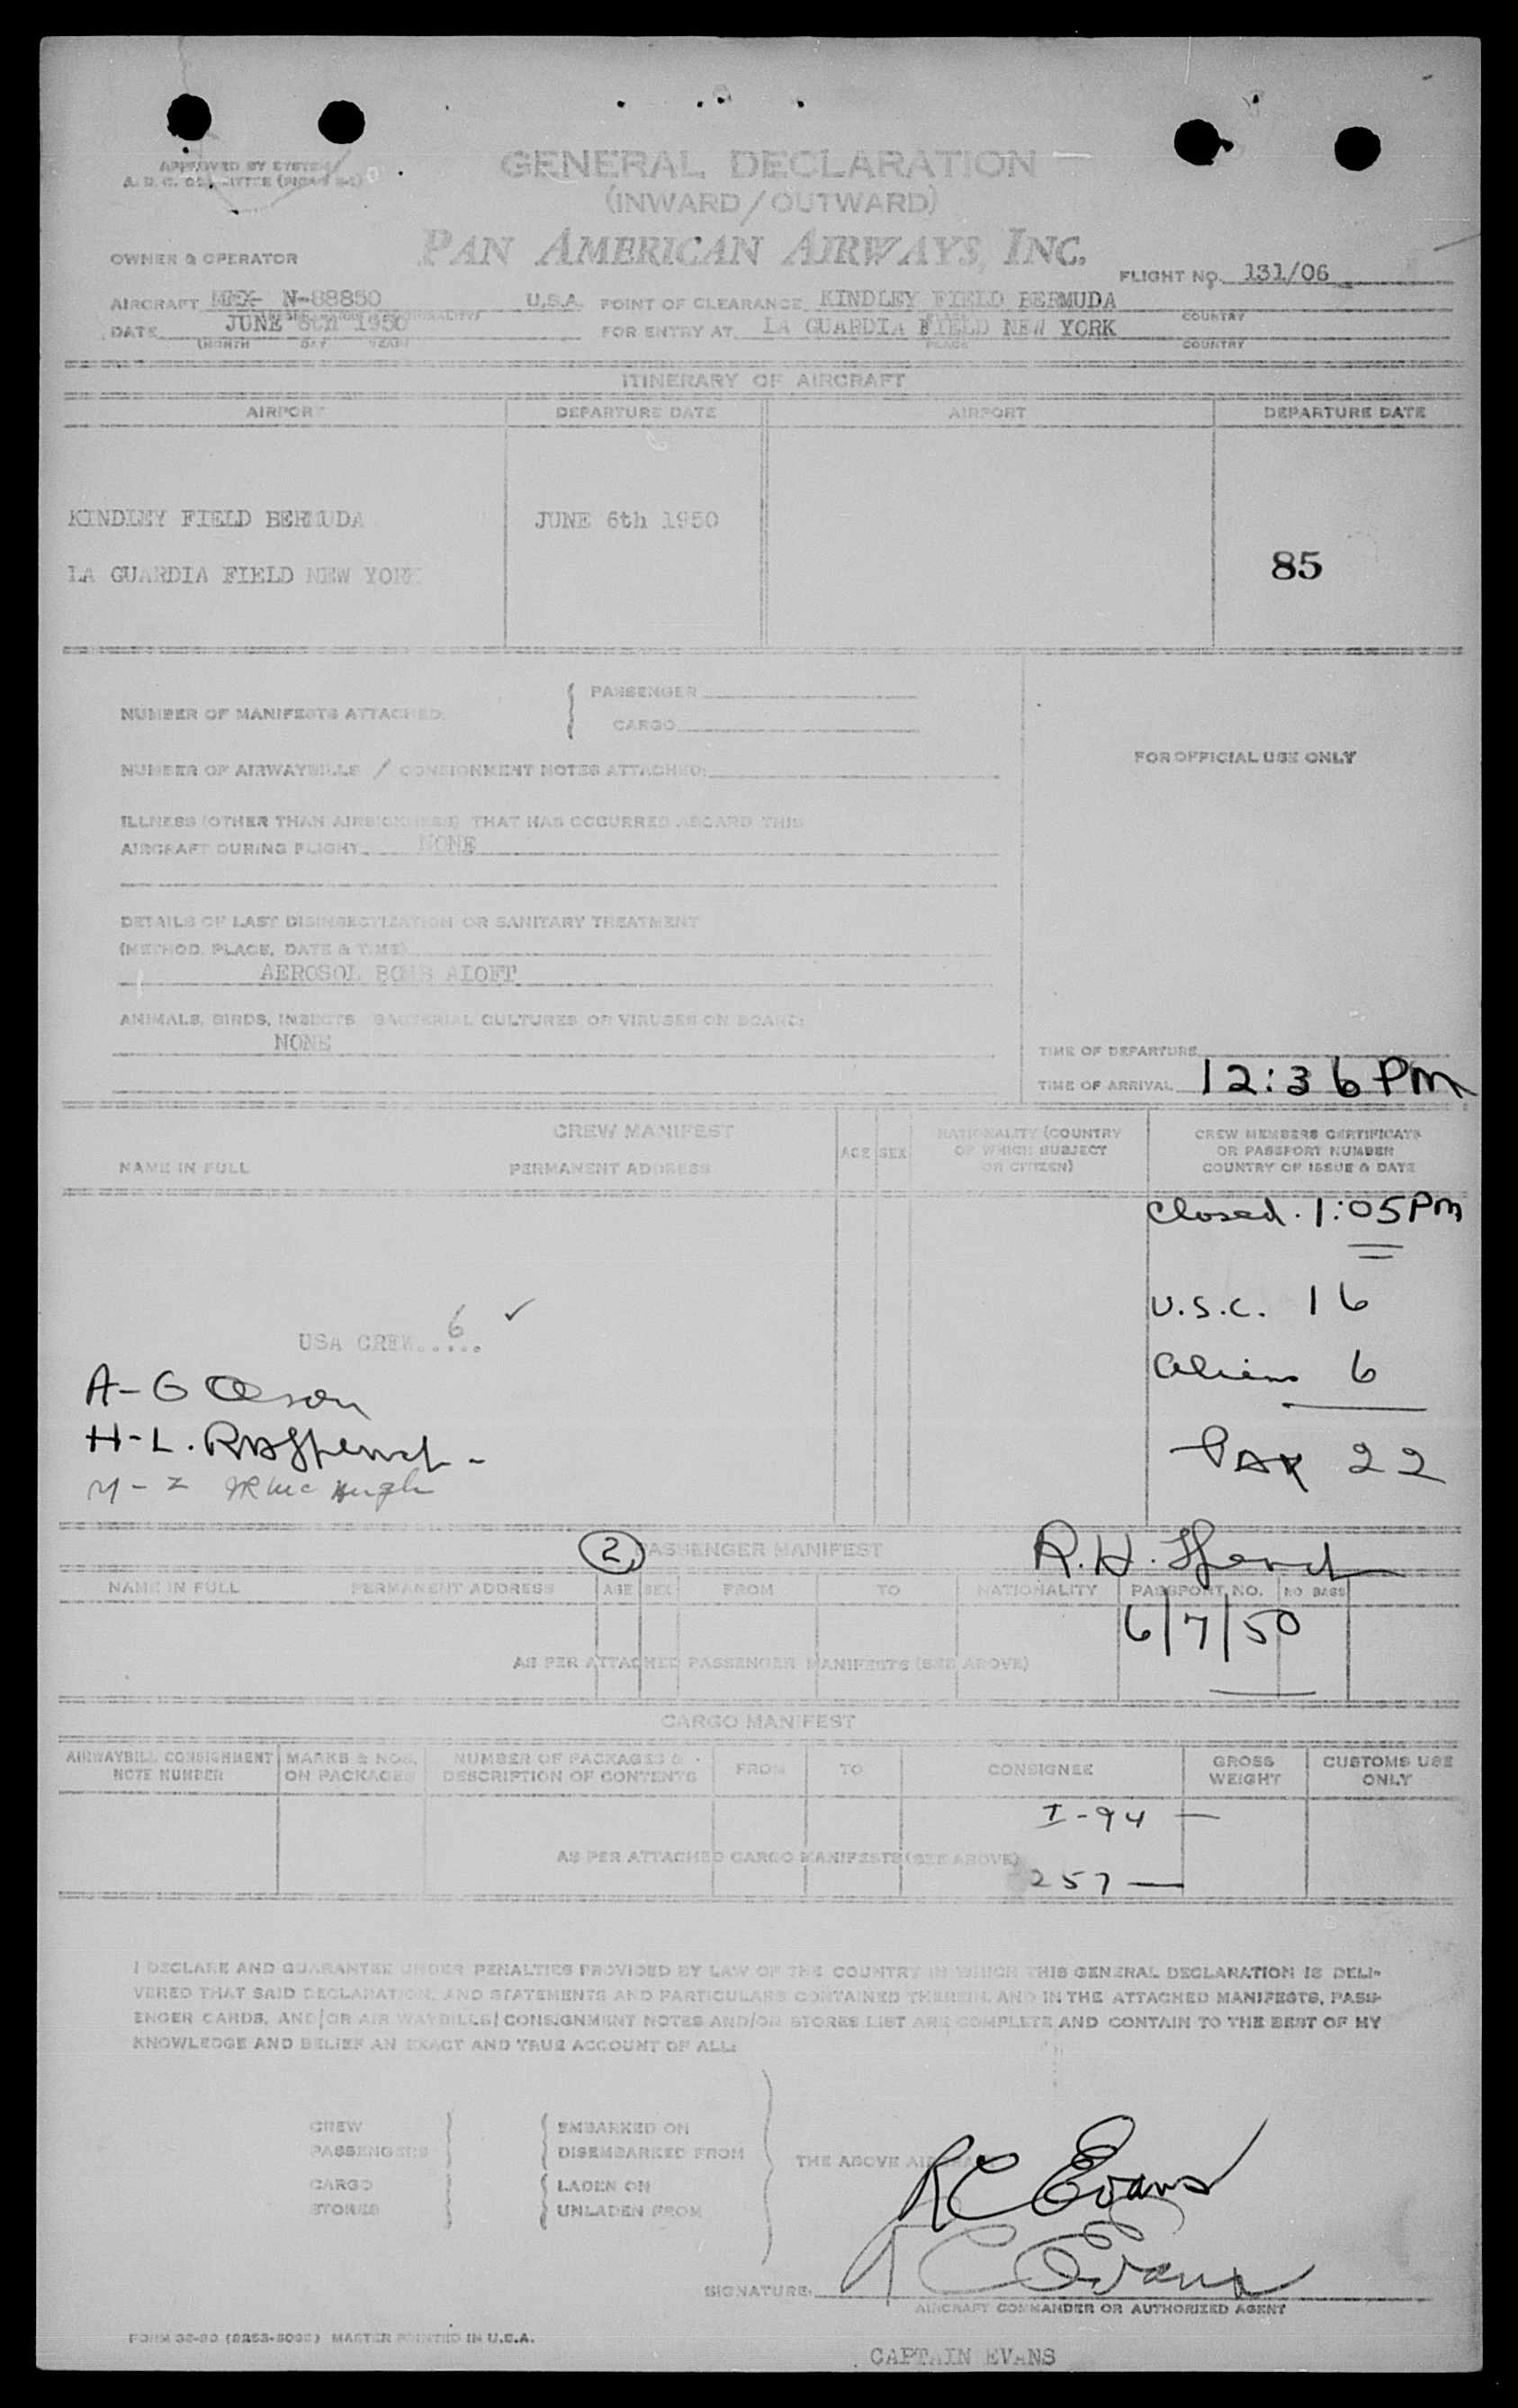 APPROVED BY SYSTEM
GENERAL DECLARATION
(INWARD/OUTWARD)
OWNER & OPERATOR PAN AMERICAN AIRWAYS, INC. FLIGHT NO. 131/06
AIRCRAFT N-88850 U.S.A. POINT OF CLEARANCE KINDLEY FIELD BERMUDA
PLACE COUNTRY
DATE JUNE 6th 1950 FOR ENTRY AT LA GUARDIA FIELD NEW YORK
(MONTH DAY YEAR) PLACE COUNTRY
ITINERARY OF AIRCRAFT
AIRPORT DEPARTURE DATE AIRPORT DEPARTURE DATE
KINDLEY FIELD BERMUDA JUNE 6th 1950
LA GUARDIA FIELD NEW YORK 85
NUMBER OF MANIFESTS ATTACHED: PASSENGER
CARGO
FOR OFFICIAL USE ONLY
NUMBER OF AIRWAYBILLS / CONSIGNMENT NOTES ATTACHED:
ILLNESS (OTHER THAN AIRSICKNESS) THAT HAS OCCURRED ABOARD THIS
AIRCRAFT DURING FLIGHT NONE
DETAILS OF LAST DISINSECTIZATION OR SANITARY TREATMENT
(METHOD, PLACE, DATE & TIME)
AEROSOL BOMB ALOFT
ANIMALS, BIRDS, INSECTS, BACTERIAL CULTURES OR VIRUSES ON BOARD:
NONE
TIME OF DEPARTURE
TIME OF ARRIVAL 12:36 PM
CREW MANIFEST
NAME IN FULL PERMANENT ADDRESS AGE SEX NATIONALITY (COUNTRY OF WHICH SUBJECT OR CITIZEN) CREW MEMBERS CERTIFICATE OR PASSPORT NUMBER COUNTRY OF ISSUE & DATE
Closed. 1:05 PM
U.S.C. 16
USA CREW..6... ✓
Aliens 6
A-G Olson
H-L.
PAX 22
M-Z
2 PASSENGER MANIFEST R.H.
NAME IN FULL PERMANENT ADDRESS AGE SEX FROM TO NATIONALITY PASSPORT NO. NO BAGS
6/7/50
AS PER ATTACHED PASSENGER MANIFESTS (SEE ABOVE)
CARGO MANIFEST
AIRWAYBILL CONSIGNMENT NOTE NUMBER MARKS & NOS. ON PACKAGES NUMBER OF PACKAGES & DESCRIPTION OF CONTENTS FROM TO CONSIGNEE GROSS WEIGHT CUSTOMS USE ONLY
I-94 —
AS PER ATTACHED CARGO MANIFESTS (SEE ABOVE)
257 —
I DECLARE AND GUARANTEE UNDER PENALTIES PROVIDED BY LAW OF THE COUNTRY IN WHICH THIS GENERAL DECLARATION IS DELI-
VERED THAT SAID DECLARATION, AND STATEMENTS AND PARTICULARS CONTAINED THEREIN, AND IN THE ATTACHED MANIFESTS, PASS-
ENGER CARDS, AND/OR AIR WAYBILLS/CONSIGNMENT NOTES AND/OR STORES LIST ARE COMPLETE AND CONTAIN TO THE BEST OF MY
KNOWLEDGE AND BELIEF AN EXACT AND TRUE ACCOUNT OF ALL:
CREW EMBARKED ON
PASSENGERS DISEMBARKED FROM
THE ABOVE AIRCRAFT
CARGO LADEN ON
STORES UNLADEN FROM
RC Evans
SIGNATURE: RC Evans
AIRCRAFT COMMANDER OR AUTHORIZED AGENT
MASTER PRINTED IN U.S.A.
CAPTAIN EVANS